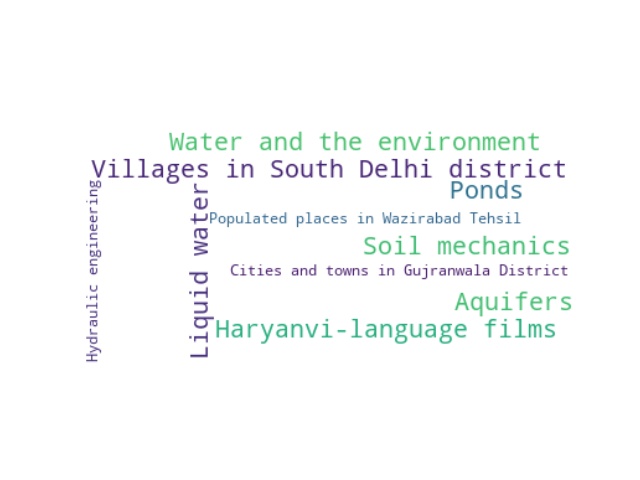 Water and the environment
Villages in South Delhi district
Ponds
Hydraulic engineering
Liquid water
Populated places in Wazirabad Tehsil
Soil mechanics
Cities and towns in Gujranwala District
Aquifers
Haryanvi-language films